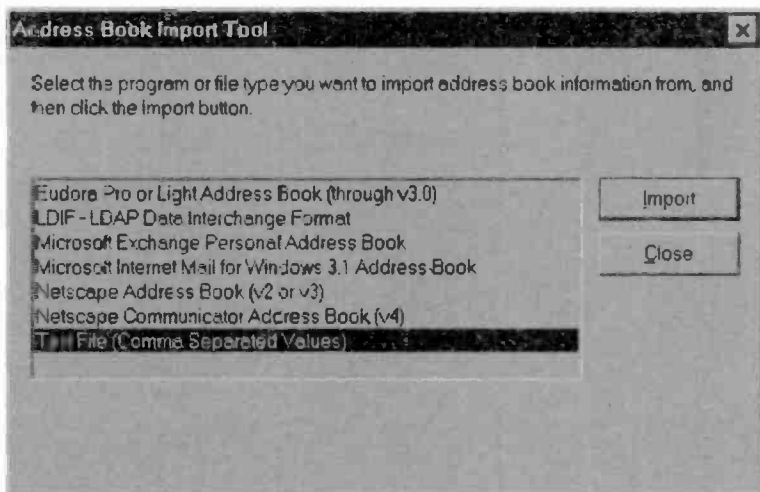 Address Book Import Tool
Select the program or file type you want to import address book information from, and
then click the Import button.
Eudora Pro or Light Address Book (through v3.0)
LDIF - LDAP Data Interchange Format
Microsoft Exchange Personal Address Book
Microsoft Internet Mail for Windows 3.1 Address Book
Netscape Address Book (v2 or v3)
Netscape Communicator Address Book (v4)
Text File (Comma Separated Values)
Import
Close